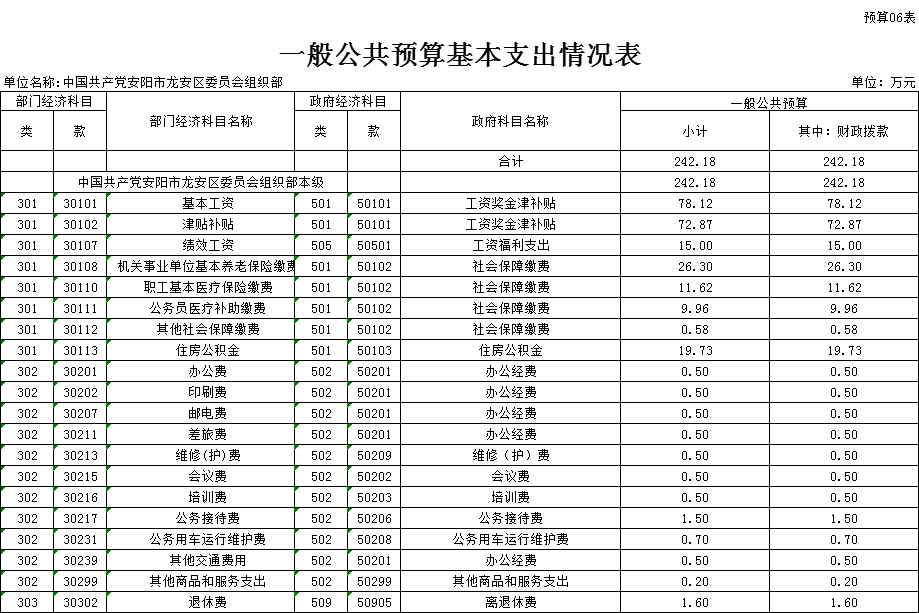 预算06表
一般公共预算基本支出情况表
单位名称:中国共产党安阳市龙安区委员会组织部 单位：万元
部门经济科目 部门经济科目名称 政府经济科目 政府科目名称 一般公共预算
类 款 类 款 小计 其中：财政拨款
合计 242.18 242.18
中国共产党安阳市龙安区委员会组织部本级 242.18 242.18
301 30101 基本工资 501 50101 工资奖金津补贴 78.12 78.12
301 30102 津贴补贴 501 50101 工资奖金津补贴 72.87 72.87
301 30107 绩效工资 505 50501 工资福利支出 15.00 15.00
301 30108 机关事业单位基本养老保险缴费 501 50102 社会保障缴费 26.30 26.30
301 30110 职工基本医疗保险缴费 501 50102 社会保障缴费 11.62 11.62
301 30111 公务员医疗补助缴费 501 50102 社会保障缴费 9.96 9.96
301 30112 其他社会保障缴费 501 50102 社会保障缴费 0.58 0.58
301 30113 住房公积金 501 50103 住房公积金 19.73 19.73
302 30201 办公费 502 50201 办公经费 0.50 0.50
302 30202 印刷费 502 50201 办公经费 0.50 0.50
302 30207 邮电费 502 50201 办公经费 0.50 0.50
302 30211 差旅费 502 50201 办公经费 0.50 0.50
302 30213 维修(护)费 502 50209 维修（护）费 0.50 0.50
302 30215 会议费 502 50202 会议费 0.50 0.50
302 30216 培训费 502 50203 培训费 0.50 0.50
302 30217 公务接待费 502 50206 公务接待费 1.50 1.50
302 30231 公务用车运行维护费 502 50208 公务用车运行维护费 0.70 0.70
302 30239 其他交通费用 502 50201 办公经费 0.50 0.50
302 30299 其他商品和服务支出 502 50299 其他商品和服务支出 0.20 0.20
303 30302 退休费 509 50905 离退休费 1.60 1.60